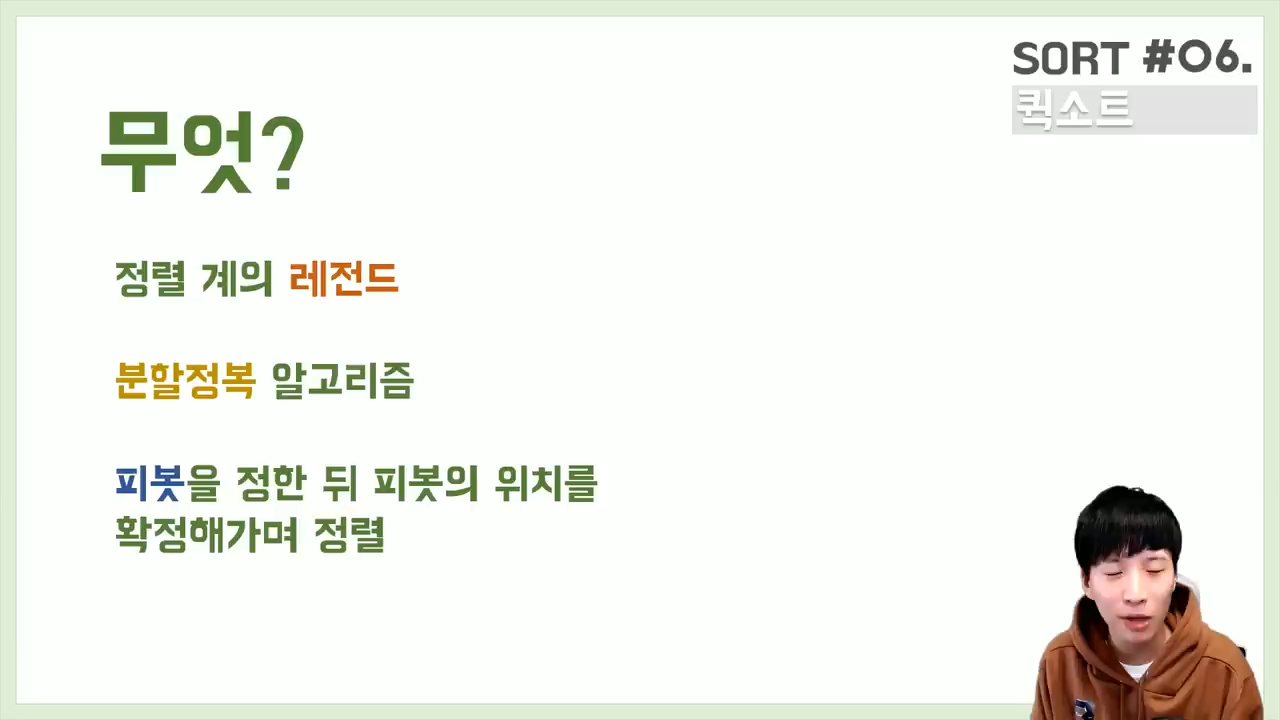 SORT #06.
퀵소트
무엇?
정렬 계의 레전드
분할정복 알고리즘
피봇을 정한 뒤 피봇의 위치를
확정해가며 정렬